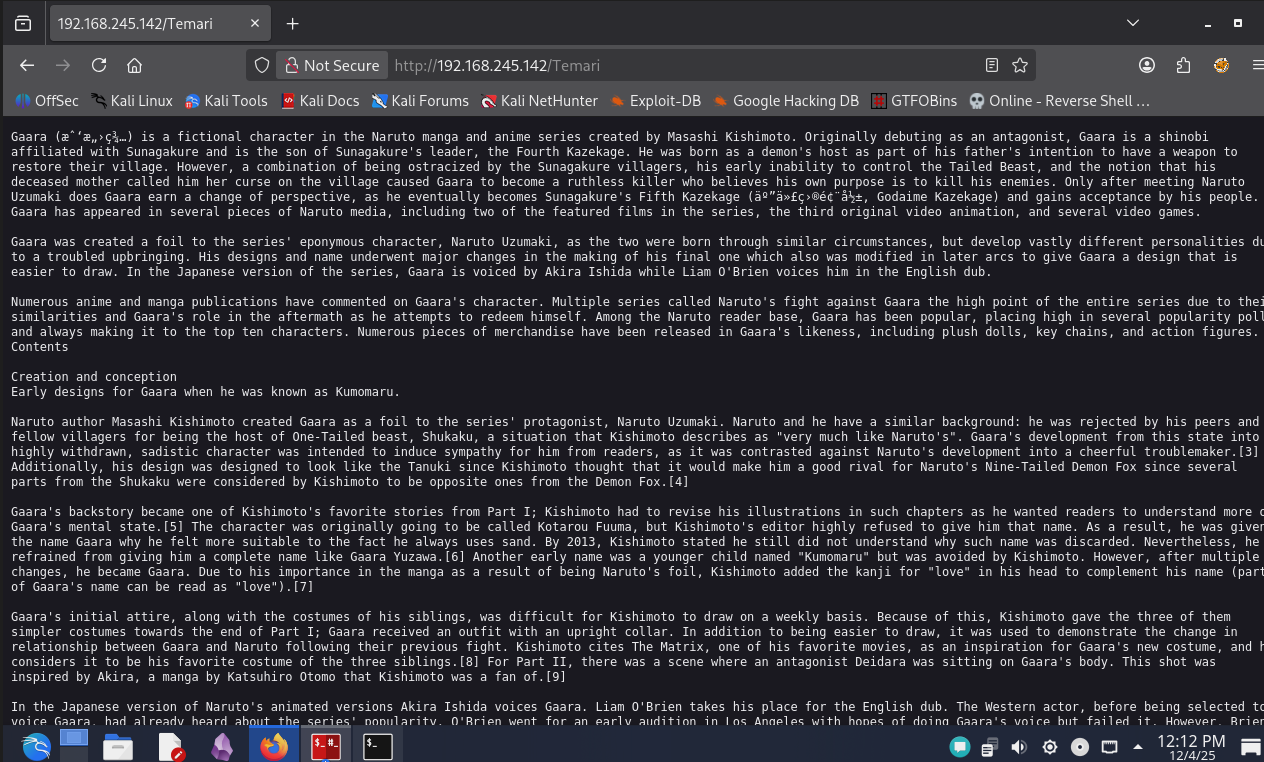 192.168.245.142/Temari
Not Secure http://192.168.245.142/Temari
OffSec Kali Linux Kali Tools Kali Docs Kali Forums Kali NetHunter Exploit-DB Google Hacking DB GTFOBins Online - Reverse Shell …
Gaara () is a fictional character in the Naruto manga and anime series created by Masashi Kishimoto. Originally debuting as an antagonist, Gaara is a shinobi
affiliated with Sunagakure and is the son of Sunagakure's leader, the Fourth Kazekage. He was born as a demon's host as part of his father's intention to have a weapon to
restore their village. However, a combination of being ostracized by the Sunagakure villagers, his early inability to control the Tailed Beast, and the notion that his
deceased mother called him her curse on the village caused Gaara to become a ruthless killer who believes his own purpose is to kill his enemies. Only after meeting Naruto
Uzumaki does Gaara earn a change of perspective, as he eventually becomes Sunagakure's Fifth Kazekage (, Godaime Kazekage) and gains acceptance by his people.
Gaara has appeared in several pieces of Naruto media, including two of the featured films in the series, the third original video animation, and several video games.
Gaara was created a foil to the series' eponymous character, Naruto Uzumaki, as the two were born through similar circumstances, but develop vastly different personalities
to a troubled upbringing. His designs and name underwent major changes in the making of his final one which also was modified in later arcs to give Gaara a design that is
easier to draw. In the Japanese version of the series, Gaara is voiced by Akira Ishida while Liam O'Brien voices him in the English dub.
Numerous anime and manga publications have commented on Gaara's character. Multiple series called Naruto's fight against Gaara the high point of the entire series due to
similarities and Gaara's role in the aftermath as he attempts to redeem himself. Among the Naruto reader base, Gaara has been popular, placing high in several popularity
and always making it to the top ten characters. Numerous pieces of merchandise have been released in Gaara's likeness, including plush dolls, key chains, and action figures.
Contents
Creation and conception
Early designs for Gaara when he was known as Kumomaru.
Naruto author Masashi Kishimoto created Gaara as a foil to the series' protagonist, Naruto Uzumaki. Naruto and he have a similar background: he was rejected by his peers and
fellow villagers for being the host of One-Tailed beast, Shukaku, a situation that Kishimoto describes as "very much like Naruto's". Gaara's development from this state into
highly withdrawn, sadistic character was intended to induce sympathy for him from readers, as it was contrasted against Naruto's development into a cheerful troublemaker.[3]
Additionally, his design was designed to look like the Tanuki since Kishimoto thought that it would make him a good rival for Naruto's Nine-Tailed Demon Fox since several
parts from the Shukaku were considered by Kishimoto to be opposite ones from the Demon Fox.[4]
Gaara's backstory became one of Kishimoto's favorite stories from Part I; Kishimoto had to revise his illustrations in such chapters as he wanted readers to understand more
Gaara's mental state.[5] The character was originally going to be called Kotarou Fuuma, but Kishimoto's editor highly refused to give him that name. As a result, he was
the name Gaara why he felt more suitable to the fact he always uses sand. By 2013, Kishimoto stated he still did not understand why such name was discarded. Nevertheless, he
refrained from giving him a complete name like Gaara Yuzawa.[6] Another early name was a younger child named "Kumomaru" but was avoided by Kishimoto. However, after multiple
changes, he became Gaara. Due to his importance in the manga as a result of being Naruto's foil, Kishimoto added the kanji for "love" in his head to complement his name (part
of Gaara's name can be read as "love").[7]
Gaara's initial attire, along with the costumes of his siblings, was difficult for Kishimoto to draw on a weekly basis. Because of this, Kishimoto gave the three of them
simpler costumes towards the end of Part I; Gaara received an outfit with an upright collar. In addition to being easier to draw, it was used to demonstrate the change in
relationship between Gaara and Naruto following their previous fight. Kishimoto cites The Matrix, one of his favorite movies, as an inspiration for Gaara's new costume, and
considers it to be his favorite costume of the three siblings.[8] For Part II, there was a scene where an antagonist Deidara was sitting on Gaara's body. This shot was
inspired by Akira, a manga by Katsuhiro Otomo that Kishimoto was a fan of.[9]
In the Japanese version of Naruto's animated versions Akira Ishida voices Gaara. Liam O'Brien takes his place for the English dub. The Western actor, before being selected
voice Gaara, had already heard about the series' popularity. O'Brien went for an early audition in Los Angeles with hopes of doing Gaara's voice but failed it. However,
12:12 PM
12/4/25